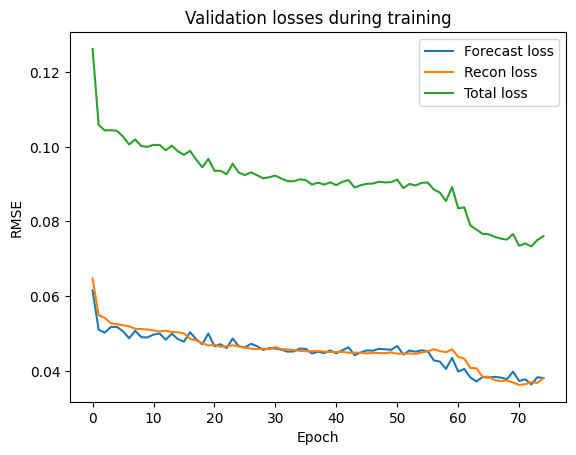 Validation losses during training
Forecast loss
Recon loss
Total loss
RMSE
0.12
0.10
0.08
0.06
0.04
0 10 20 30 40 50 60 70
Epoch